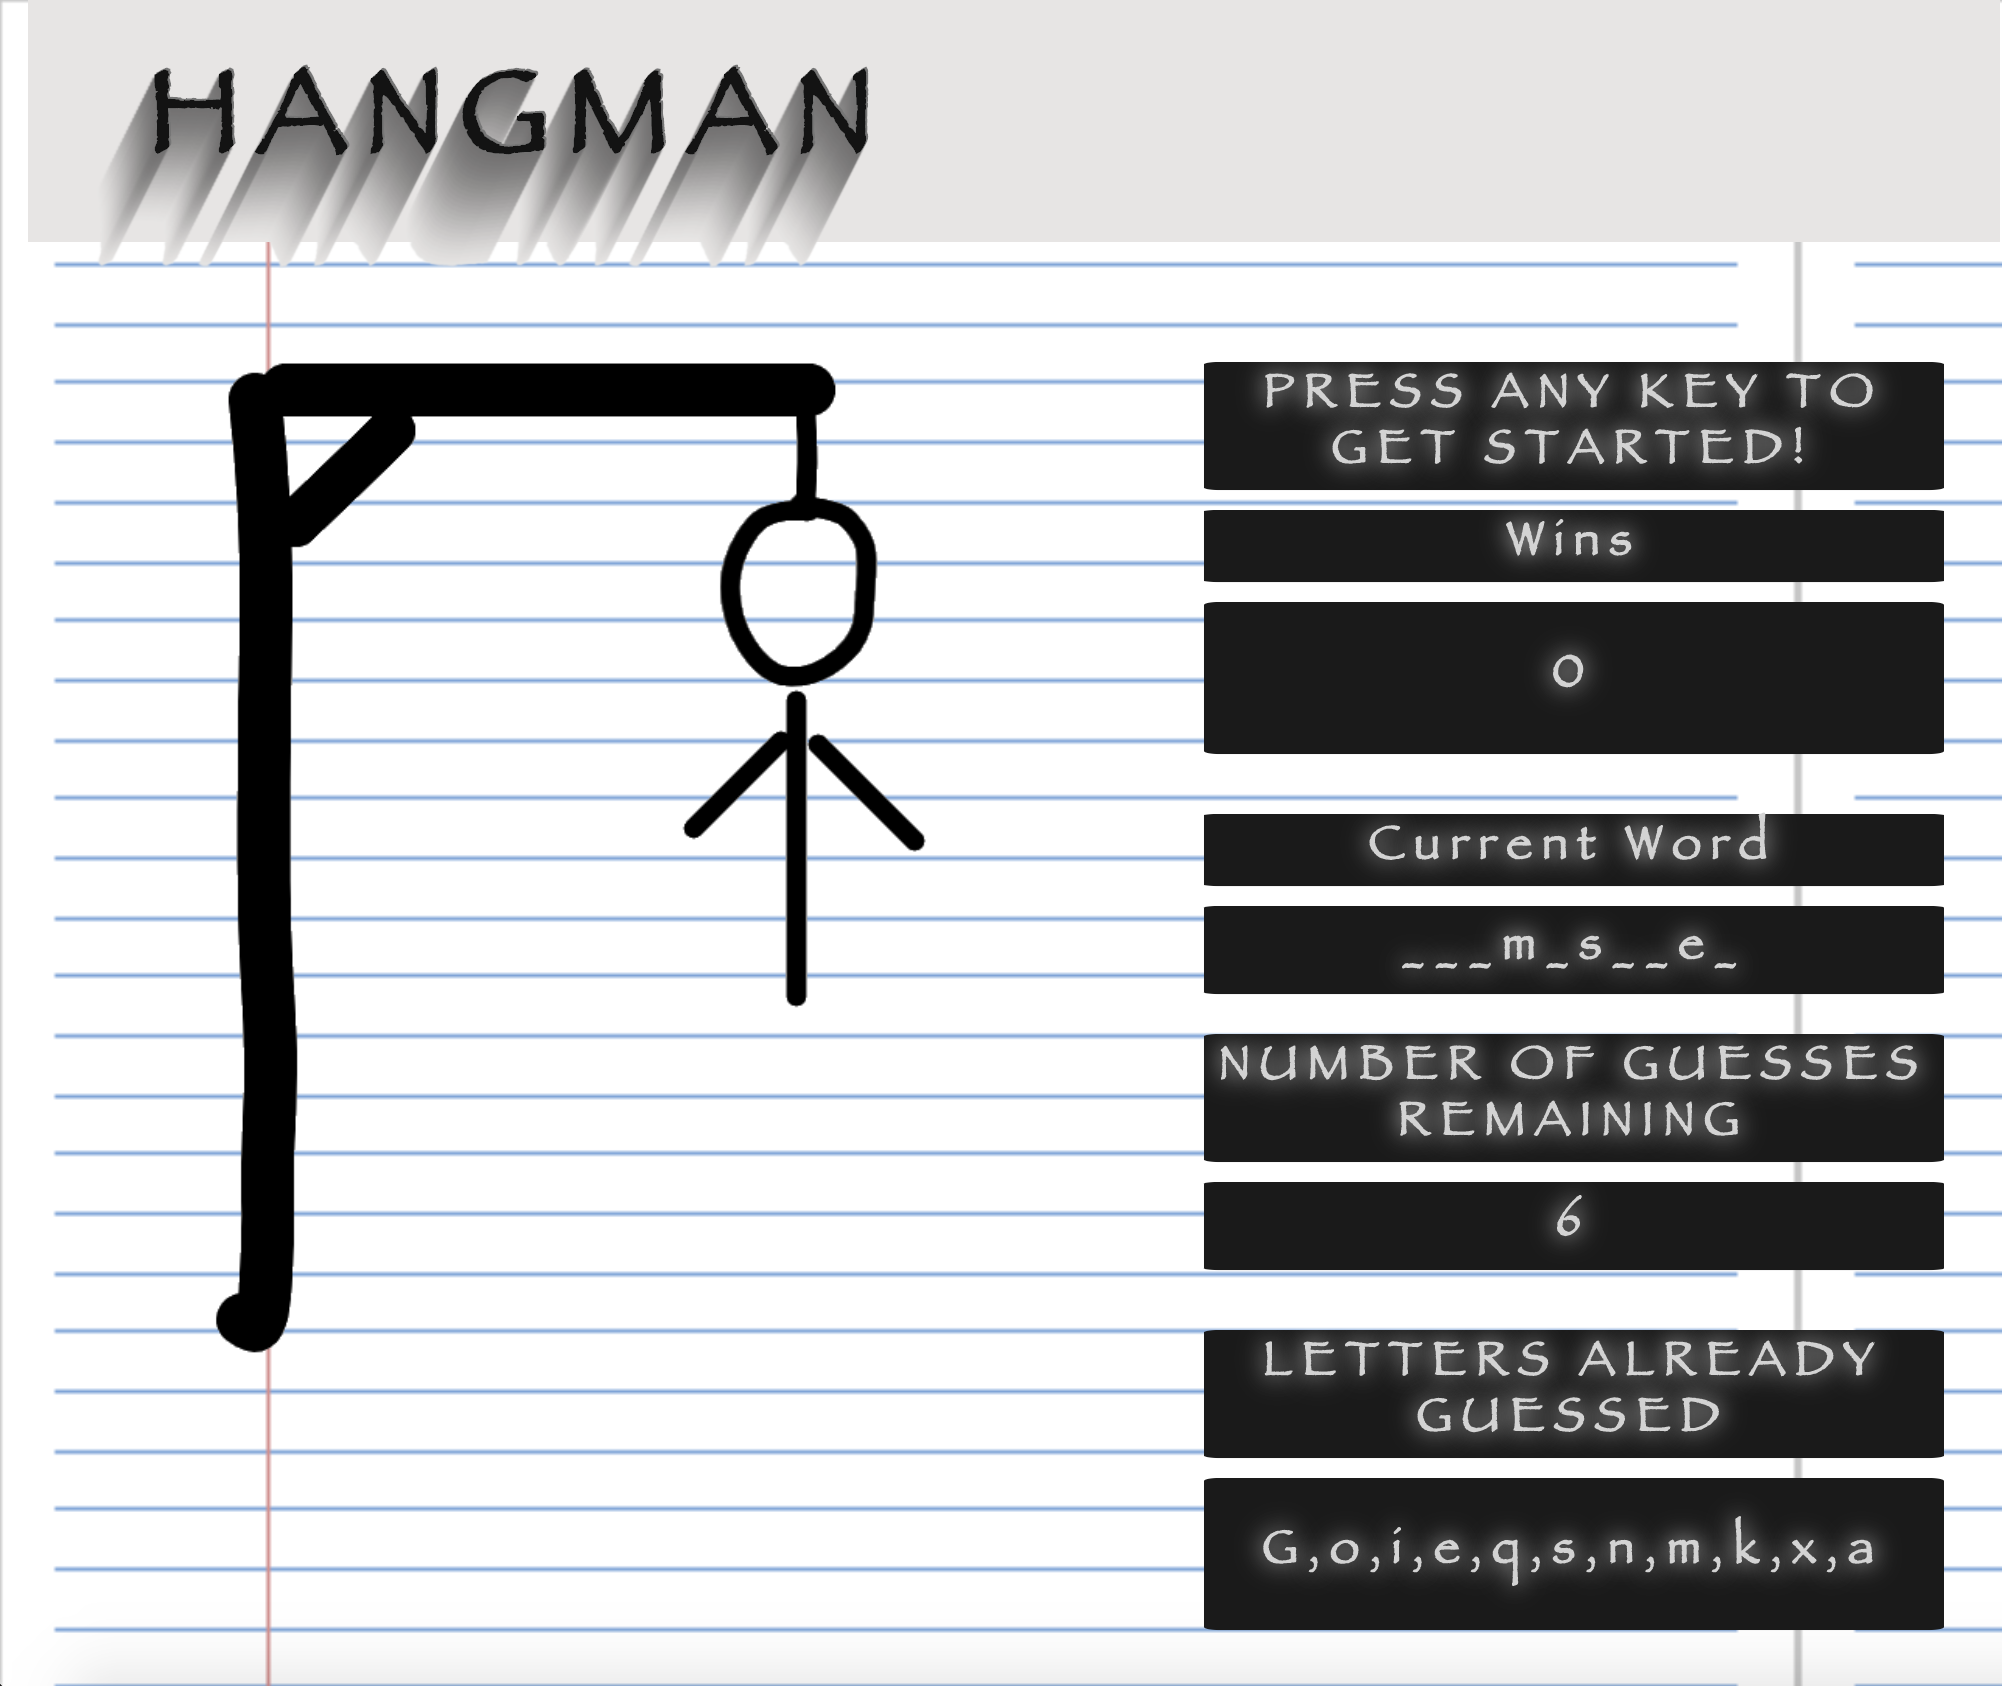 HANGMAN
PRESS ANY KEY TO
GET STARTED!
Wins
0
Current Word
___m_s__e_
NUMBER OF GUESSES
REMAINING
6
LETTERS ALREADY
GUESSED
G,o,i,e,q,s,n,m,k,x,a